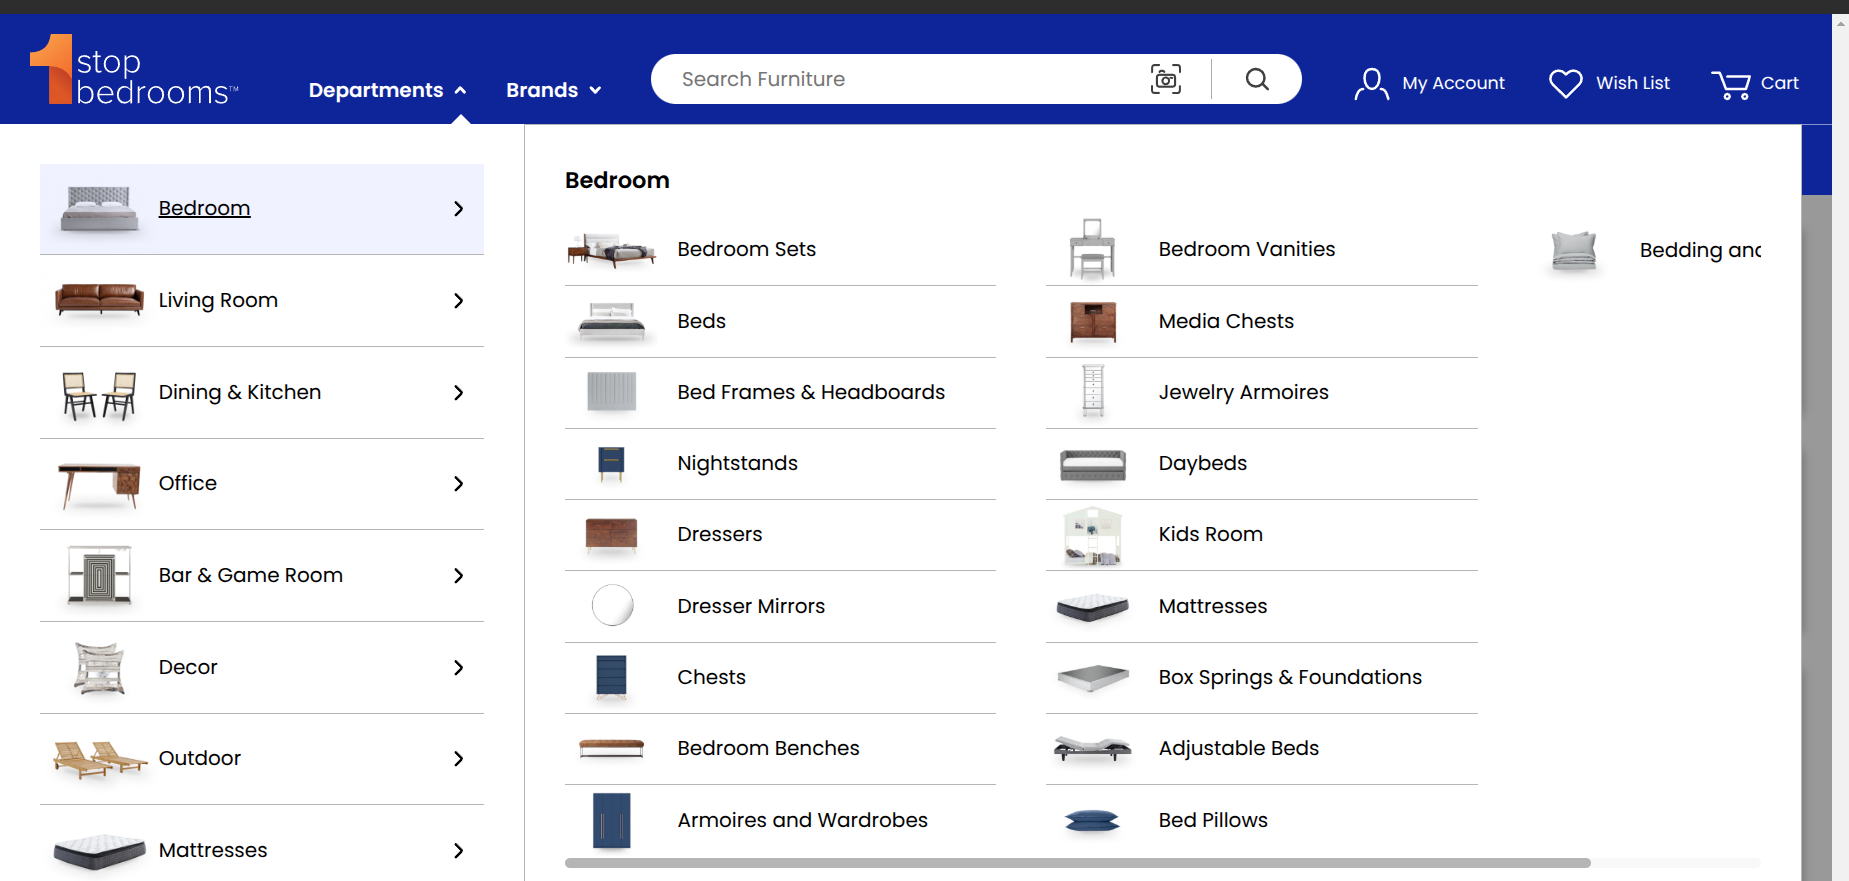 1 stop
bedrooms™
Departments
Brands
Search Furniture
My Account
Wish List
Cart
Bedroom
Living Room
Dining & Kitchen
Office
Bar & Game Room
Decor
Outdoor
Mattresses
Bedroom
Bedroom Sets
Beds
Bed Frames & Headboards
Nightstands
Dressers
Dresser Mirrors
Chests
Bedroom Benches
Armoires and Wardrobes
Bedroom Vanities
Media Chests
Jewelry Armoires
Daybeds
Kids Room
Mattresses
Box Springs & Foundations
Adjustable Beds
Bed Pillows
Bedding and